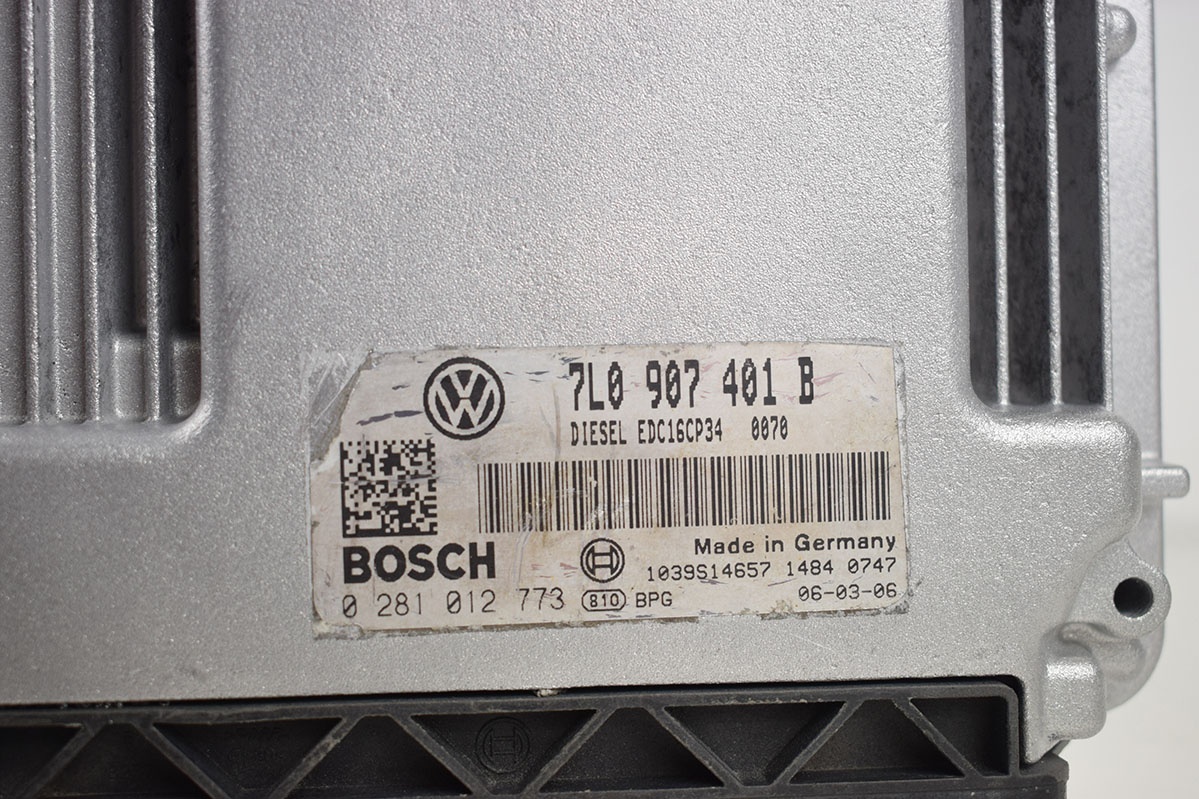 7L0 907 401 B
DIESEL EDC16CP34 0070
BOSCH
Made in Germany
1039S14657 1484 0747
0 281 012 773 810 BPG 06-03-06